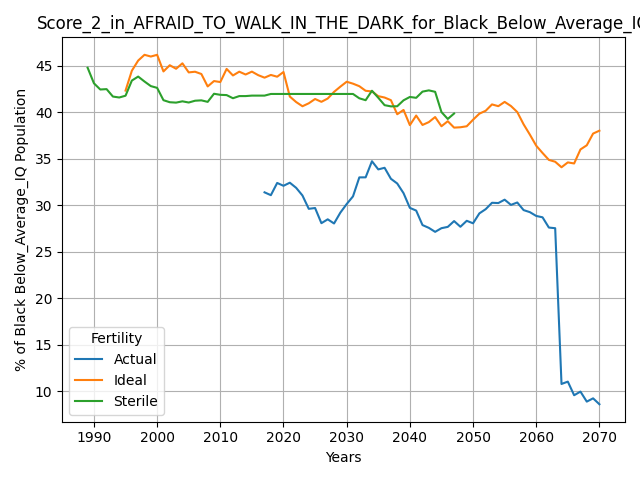 Score_2_in_AFRAID_TO_WALK_IN_THE_DARK_for_Black_Below_Average_IQ
% of Black Below_Average_IQ Population
45
40
35
30
25
20
15
10
Fertility
Actual
Ideal
Sterile
1990 2000 2010 2020 2030 2040 2050 2060 2070
Years